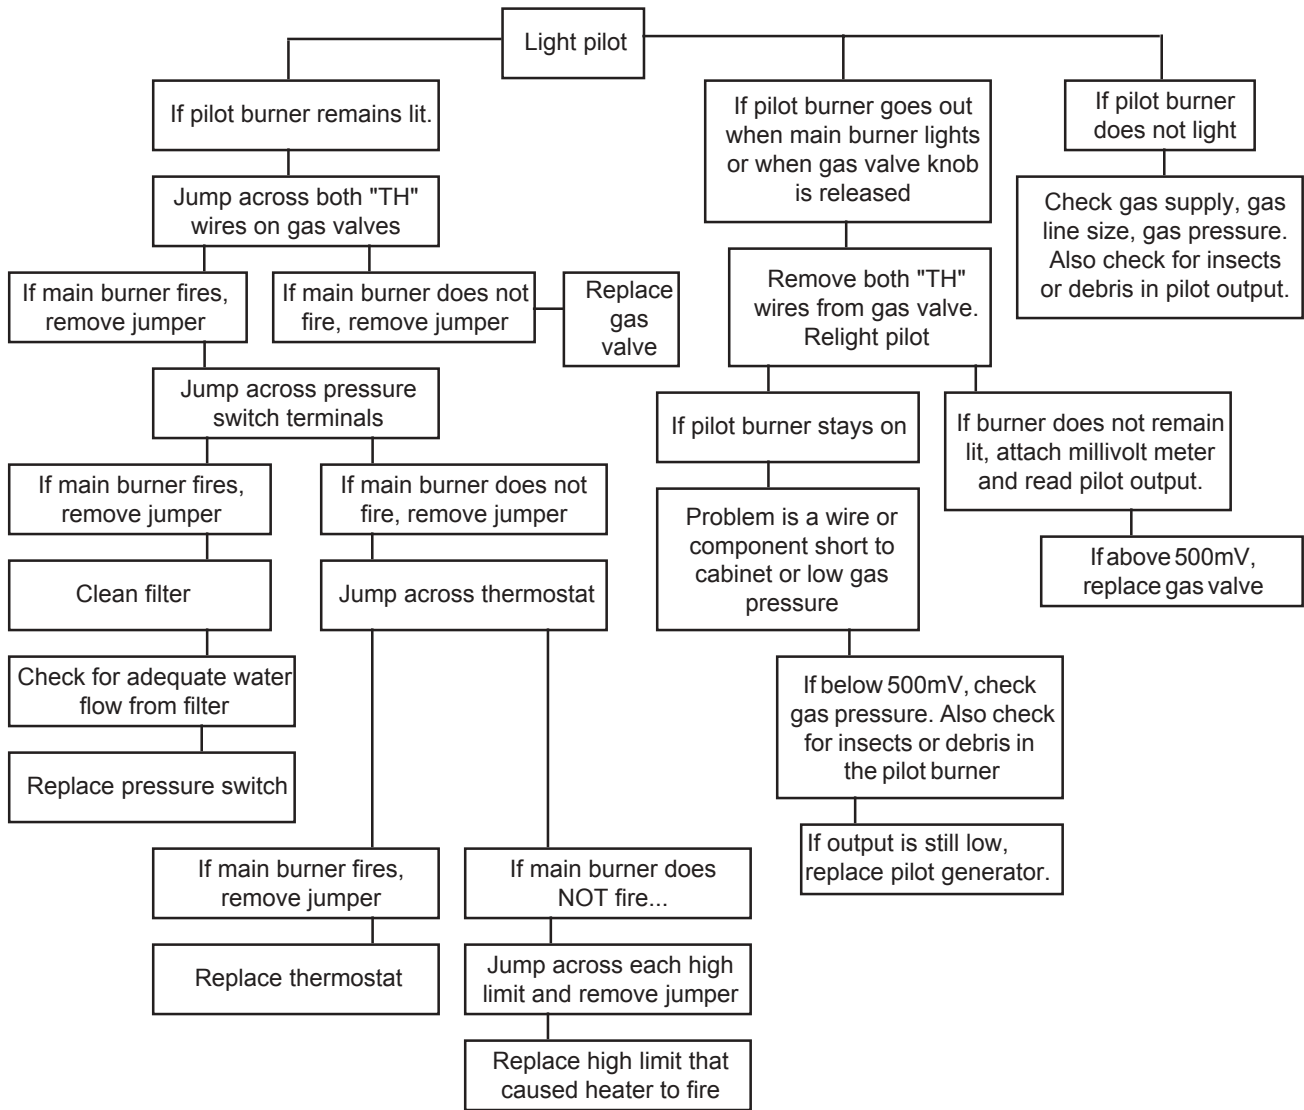 Light pilot
If pilot burner remains lit.
Jump across both "TH"
wires on gas valves
If main burner fires,
remove jumper
If main burner does not
fire, remove jumper
Replace
gas
valve
Jump across pressure
switch terminals
If main burner fires,
remove jumper
Clean filter
Check for adequate water
flow from filter
Replace pressure switch
If main burner does not
fire, remove jumper
Jump across thermostat
If main burner fires,
remove jumper
Replace thermostat
If main burner does
NOT fire...
Jump across each high
limit and remove jumper
Replace high limit that
caused heater to fire
If pilot burner goes out
when main burner lights
or when gas valve knob
is released
Remove both "TH"
wires from gas valve.
Relight pilot
If pilot burner stays on
Problem is a wire or
component short to
cabinet or low gas
pressure
If below 500mV, check
gas pressure. Also check
for insects or debris in
the pilot burner
If output is still low,
replace pilot generator.
If burner does not remain
lit, attach millivolt meter
and read pilot output.
If above 500mV,
replace gas valve
If pilot burner
does not light
Check gas supply, gas
line size, gas pressure.
Also check for insects
or debris in pilot output.